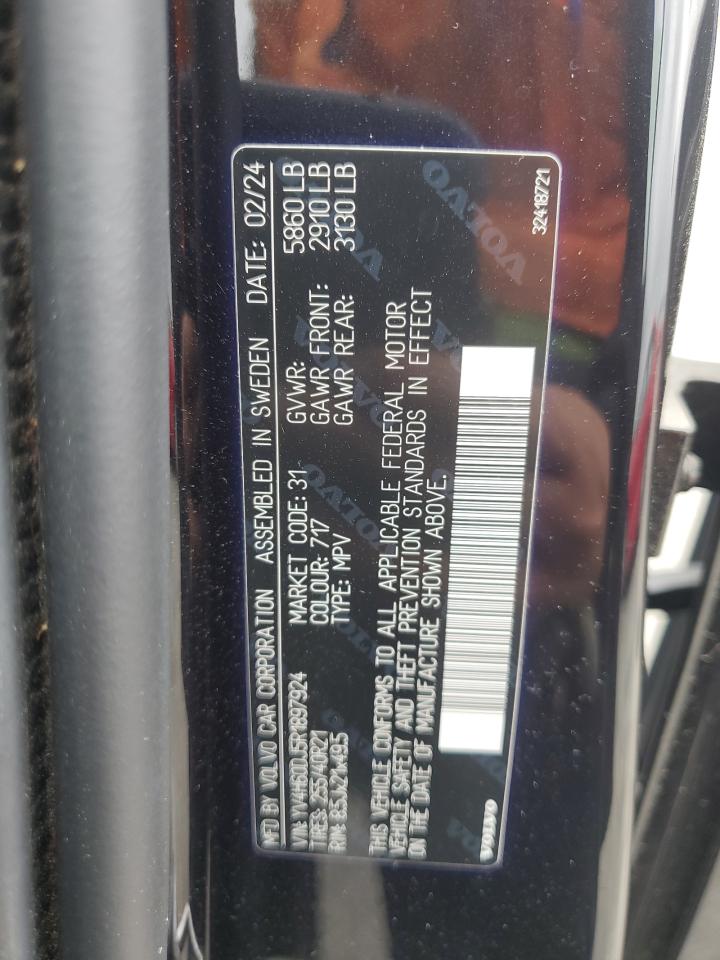 MFD BY VOLVO CAR CORPORATION ASSEMBLED IN SWEDEN DATE: 02/24
VIN: YV4H60DJ5R1897924 MARKET CODE: 31 GVWR: 5860 LB
TIRES: 255/40R21 COLOUR: 717 GAWR FRONT: 2910 LB
RIM: 8.5Jx21x49.5 TYPE: MPV GAWR REAR: 3130 LB
THIS VEHICLE CONFORMS TO ALL APPLICABLE FEDERAL MOTOR
VEHICLE SAFETY AND THEFT PREVENTION STANDARDS IN EFFECT
ON THE DATE OF MANUFACTURE SHOWN ABOVE.
VOLVO 32418721